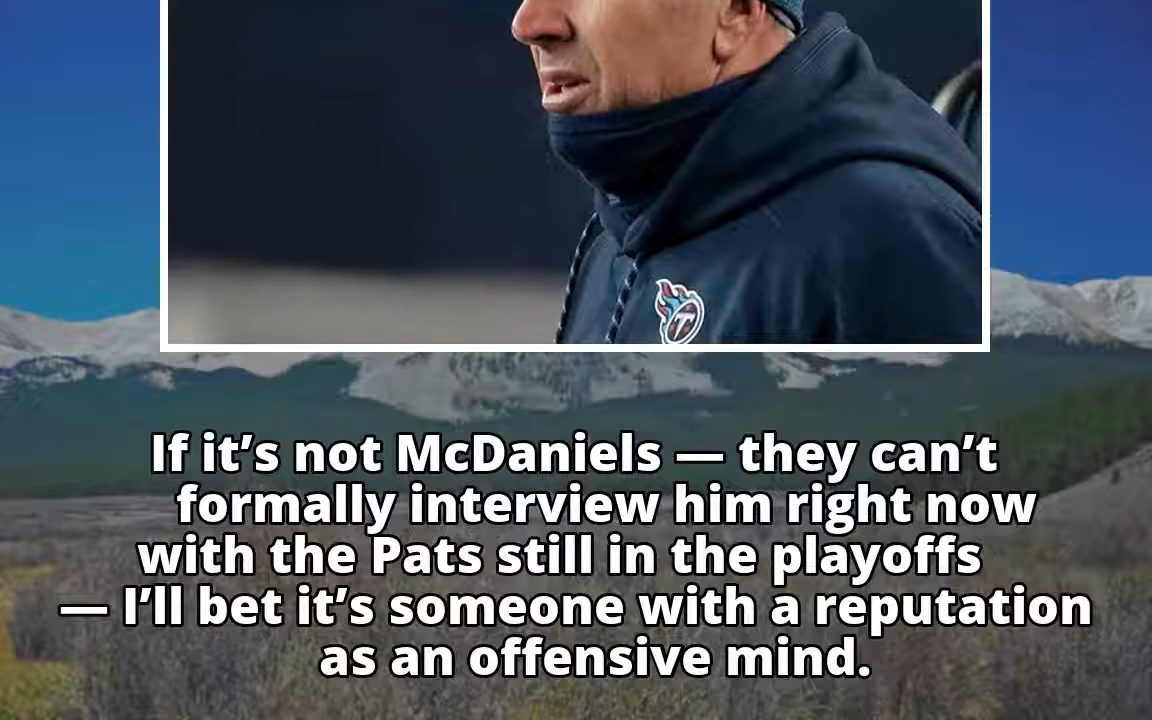 If it’s not McDaniels — they can’t
formally interview him right now
with the Pats still in the playoffs
— I’ll bet it’s someone with a reputation
as an offensive mind.